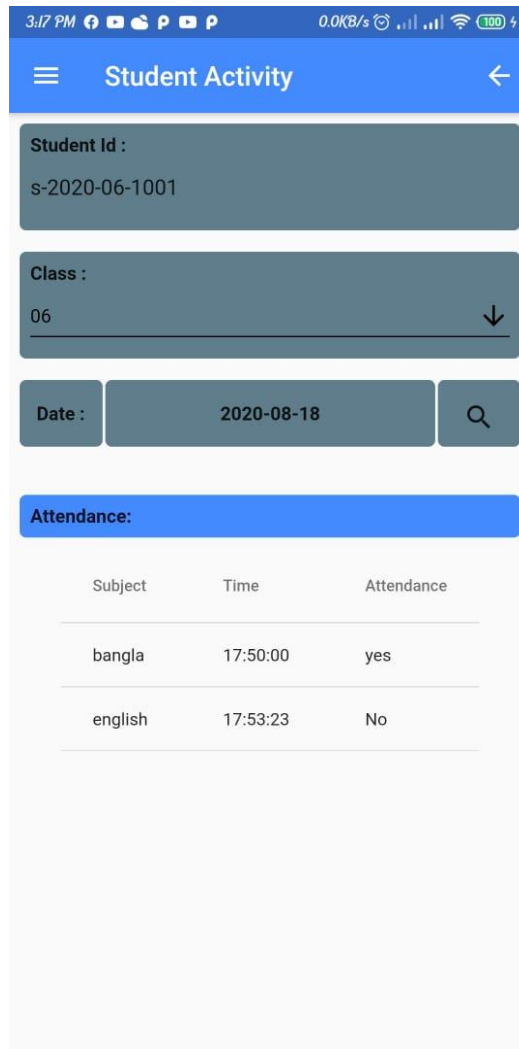 3:17 PM 0.0KB/s 100
Student Activity
Student Id :
s-2020-06-1001
Class :
06
Date : 2020-08-18
Attendance:
Subject Time Attendance
bangla 17:50:00 yes
english 17:53:23 No